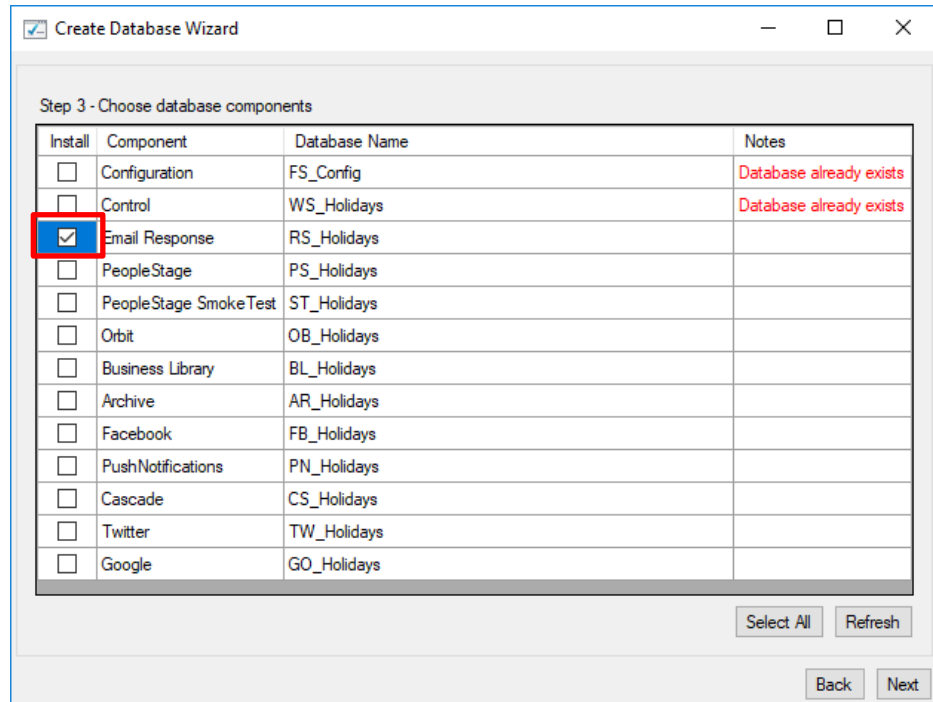 Create Database Wizard
Step 3 - Choose database components
Install Component Database Name Notes
Configuration FS_Config Database already exists
Control WS_Holidays Database already exists
Email Response RS_Holidays
PeopleStage PS_Holidays
PeopleStage SmokeTest ST_Holidays
Orbit OB_Holidays
Business Library BL_Holidays
Archive AR_Holidays
Facebook FB_Holidays
PushNotifications PN_Holidays
Cascade CS_Holidays
Twitter TW_Holidays
Google GO_Holidays
Select All Refresh
Back Next